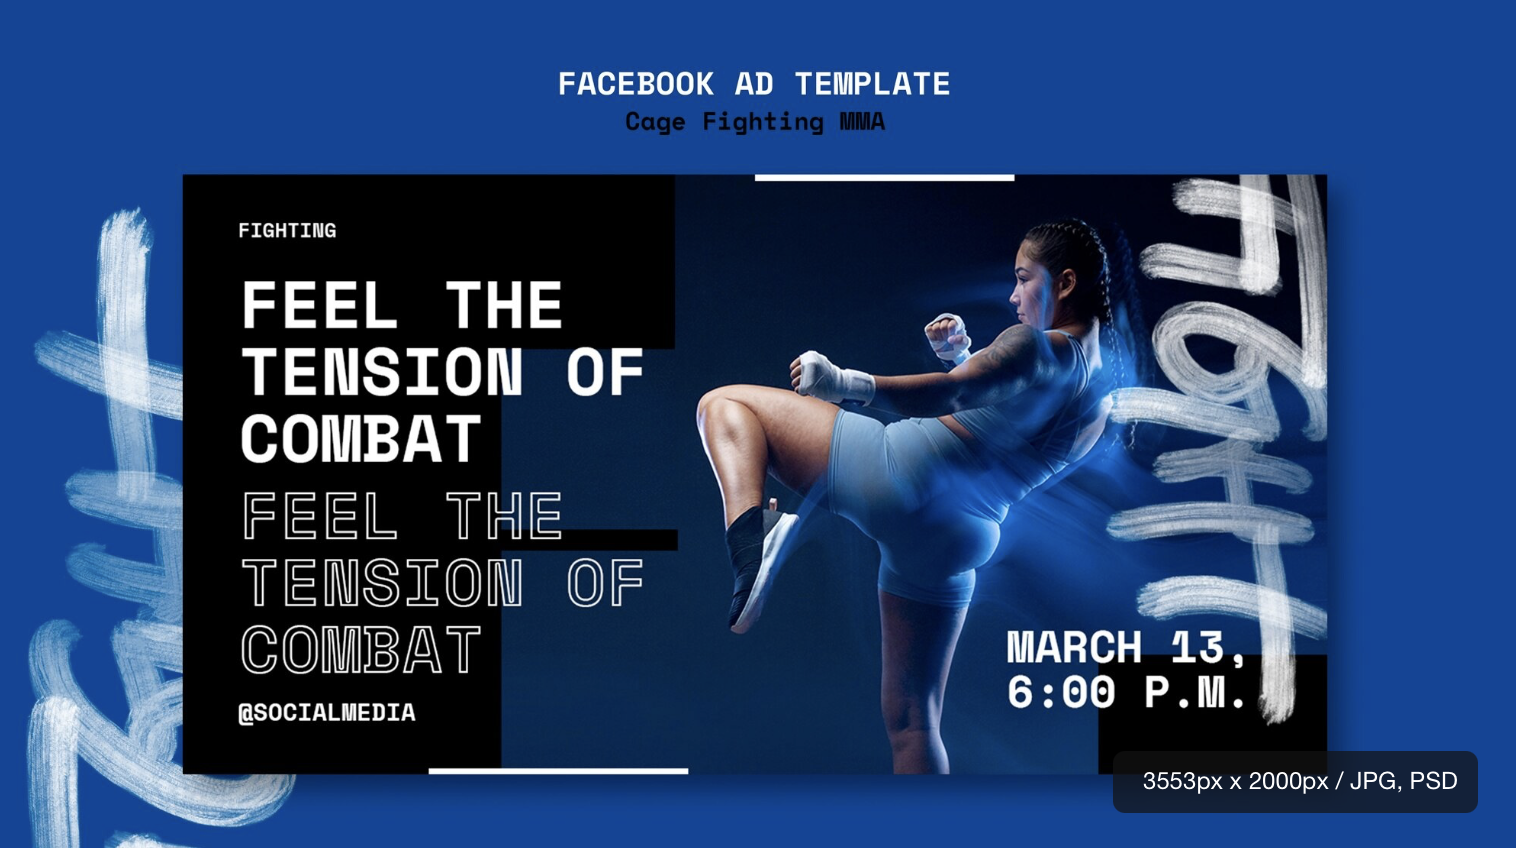 FACEBOOK AD TEMPLATE
Cage Fighting MMA
FIGHTING
FEEL THE
TENSION OF
COMBAT
FEEL THE
TENSION OF
COMBAT
@SOCIALMEDIA
MARCH 13,
6:00 P.M.
3553px x 2000px / JPG, PSD